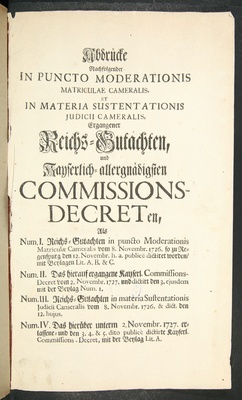 Abdrücke
Nachfolgender
IN PUNCTO MODERATIONIS
MATRICULAE CAMERALIS,
ET
IN MATERIA SUSTENTATIONIS
JUDICII CAMERALIS,
Ergangener
Reichs-Gutachten,
und
Kayserlich-allergnädigsten
COMMISSIONS-
DECRETen,
Als
Num. I. Reichs-Gutachten in puncto Moderationis
Matriculæ Cameralis vom 8. Novembr. 1726. so zu Re-
gensburg den 12. Novembr. h. a. publice dictiret worden/
mit Beylagen Lit. A. B. & C.
Num. II. Das hierauf ergangene Kayserl. Commissions-
Decret vom 2. Novembr. 1727. und dictirt den 3. ejusdem
mit der Beylag Num. 1.
Num. III. Reichs-Gutachten in materia Sustentationis
Judicii Cameralis vom 8. Novembr. 1726, & dict. den
12. hujus.
Num. IV. Das hierüber unterm 2. Novembr. 1727. er-
lassene/ und den 3. 4. & 5. dito publicè dictirte Kayserl.
Commissions-Decret, mit der Beylag Lit. A.